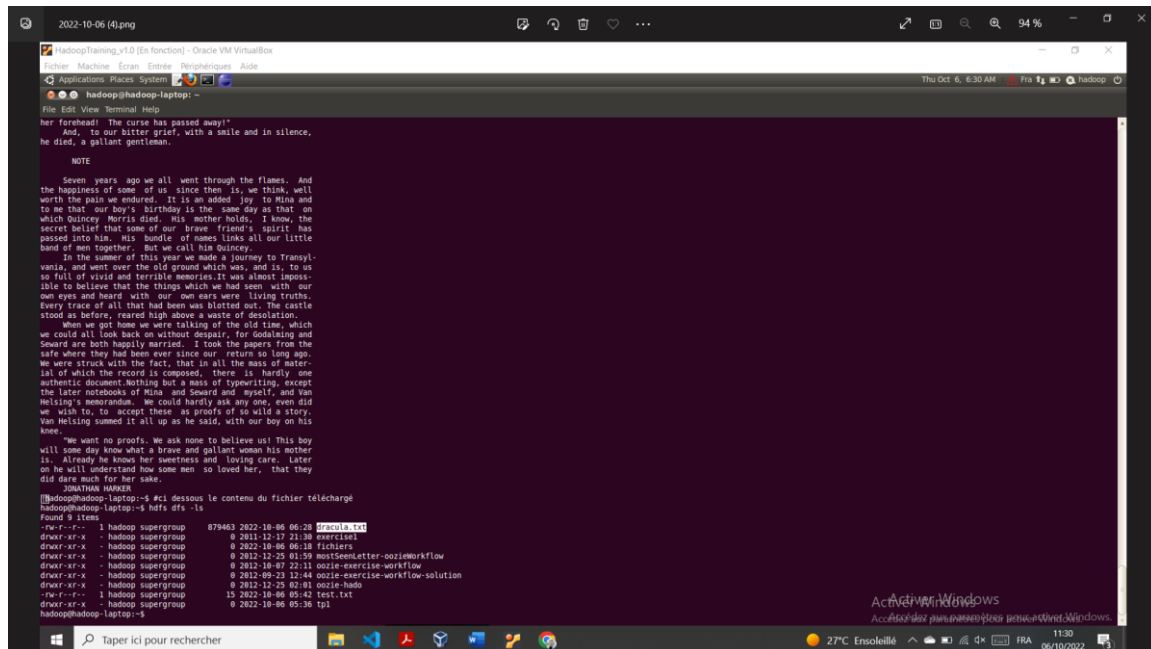 2022-10-06 (4).png
94 %
HadoopTraining_v1.0 [En fonction] - Oracle VM VirtualBox
Fichier Machine Écran Entrée Périphériques Aide
Applications Places System
Thu Oct 6, 6:30 AM
Fra
hadoop
hadoop@hadoop-laptop: ~
File Edit View Terminal Help
her forehead! The curse has passed away!"
And, to our bitter grief, with a smile and in silence,
he died, a gallant gentleman.
NOTE
Seven years ago we all went through the flames. And
the happiness of some of us since then is, we think, well
worth the pain we endured. It is an added joy to Mina and
to me that our boy's birthday is the same day as that on
which Quincey Morris died. His mother holds, I know, the
secret belief that some of our brave friend's spirit has
passed into him. His bundle of names links all our little
band of men together. But we call him Quincey.
In the summer of this year we made a journey to Transyl-
vania, and went over the old ground which was, and is, to us
so full of vivid and terrible memories.It was almost imposs-
ible to believe that the things which we had seen with our
own eyes and heard with our own ears were living truths.
Every trace of all that had been was blotted out. The castle
stood as before, reared high above a waste of desolation.
When we got home we were talking of the old time, which
we could all look back on without despair, for Godalming and
Seward are both happily married. I took the papers from the
safe where they had been ever since our return so long ago.
We were struck with the fact, that in all the mass of mater-
ial of which the record is composed, there is hardly one
authentic document.Nothing but a mass of typewriting, except
the later notebooks of Mina and Seward and myself, and Van
Helsing's memorandum. We could hardly ask any one, even did
we wish to, to accept these as proofs of so wild a story.
Van Helsing summed it all up as he said, with our boy on his
knee.
"We want no proofs. We ask none to believe us! This boy
will some day know what a brave and gallant woman his mother
is. Already he knows her sweetness and loving care. Later
on he will understand how some men so loved her, that they
did dare much for her sake.
JONATHAN HARKER
hadoop@hadoop-laptop:~$ #ci dessous le contenu du fichier téléchargé
hadoop@hadoop-laptop:~$ hdfs dfs -ls
Found 9 items
-rw-r--r-- 1 hadoop supergroup 879463 2022-10-06 06:28 dracula.txt
drwxr-xr-x - hadoop supergroup 0 2011-12-17 21:30 exercise1
drwxr-xr-x - hadoop supergroup 0 2022-10-06 06:18 fichiers
drwxr-xr-x - hadoop supergroup 0 2012-12-25 01:59 mostSeenLetter-oozieWorkflow
drwxr-xr-x - hadoop supergroup 0 2012-10-07 22:11 oozie-exercise-workflow
drwxr-xr-x - hadoop supergroup 0 2012-09-23 12:44 oozie-exercise-workflow-solution
drwxr-xr-x - hadoop supergroup 0 2012-12-25 02:01 oozie-hado
-rw-r--r-- 1 hadoop supergroup 15 2022-10-06 05:42 test.txt
drwxr-xr-x - hadoop supergroup 0 2022-10-06 05:36 tp1
hadoop@hadoop-laptop:~$
Activer Windows
Accédez aux paramètres pour activer Windows.
Taper ici pour rechercher
27°C Ensoleillé
FRA
11:30
06/10/2022